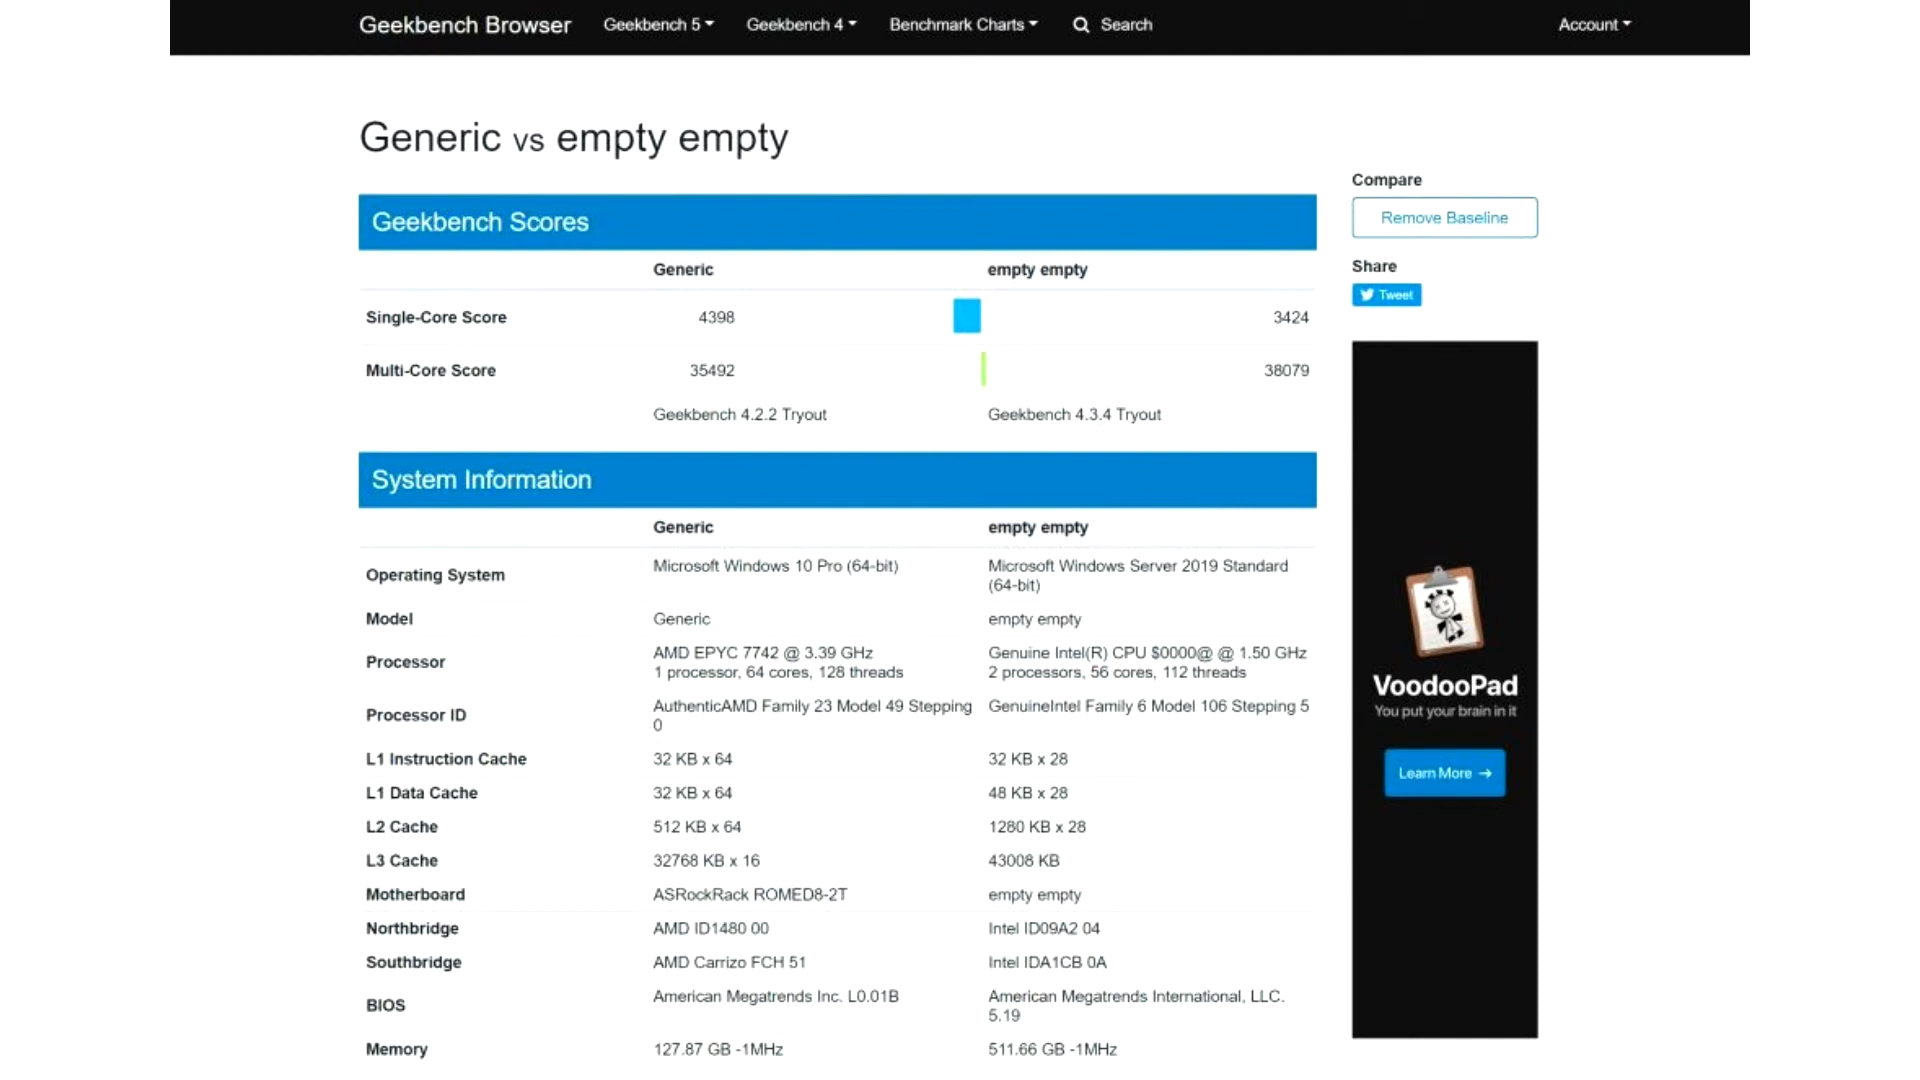 Geekbench Browser Geekbench 5 Geekbench 4 Benchmark Charts Search Account
Generic vs empty empty
Geekbench Scores
Generic empty empty
Single-Core Score 4398 3424
Multi-Core Score 35492 38079
Geekbench 4.2.2 Tryout Geekbench 4.3.4 Tryout
System Information
Generic empty empty
Operating System Microsoft Windows 10 Pro (64-bit) Microsoft Windows Server 2019 Standard
(64-bit)
Model Generic empty empty
Processor AMD EPYC 7742 @ 3.39 GHz Genuine Intel(R) CPU $0000@ @ 1.50 GHz
1 processor, 64 cores, 128 threads 2 processors, 56 cores, 112 threads
Processor ID AuthenticAMD Family 23 Model 49 Stepping GenuineIntel Family 6 Model 106 Stepping 5
0
L1 Instruction Cache 32 KB x 64 32 KB x 28
L1 Data Cache 32 KB x 64 48 KB x 28
L2 Cache 512 KB x 64 1280 KB x 28
L3 Cache 32768 KB x 16 43008 KB
Motherboard ASRockRack ROMED8-2T empty empty
Northbridge AMD ID1480 00 Intel ID09A2 04
Southbridge AMD Carrizo FCH 51 Intel IDA1CB 0A
BIOS American Megatrends Inc. L0.01B American Megatrends International, LLC.
5.19
Memory 127.87 GB -1MHz 511.66 GB -1MHz
Compare
Remove Baseline
Share
Tweet
VoodooPad
You put your brain in it
Learn More →